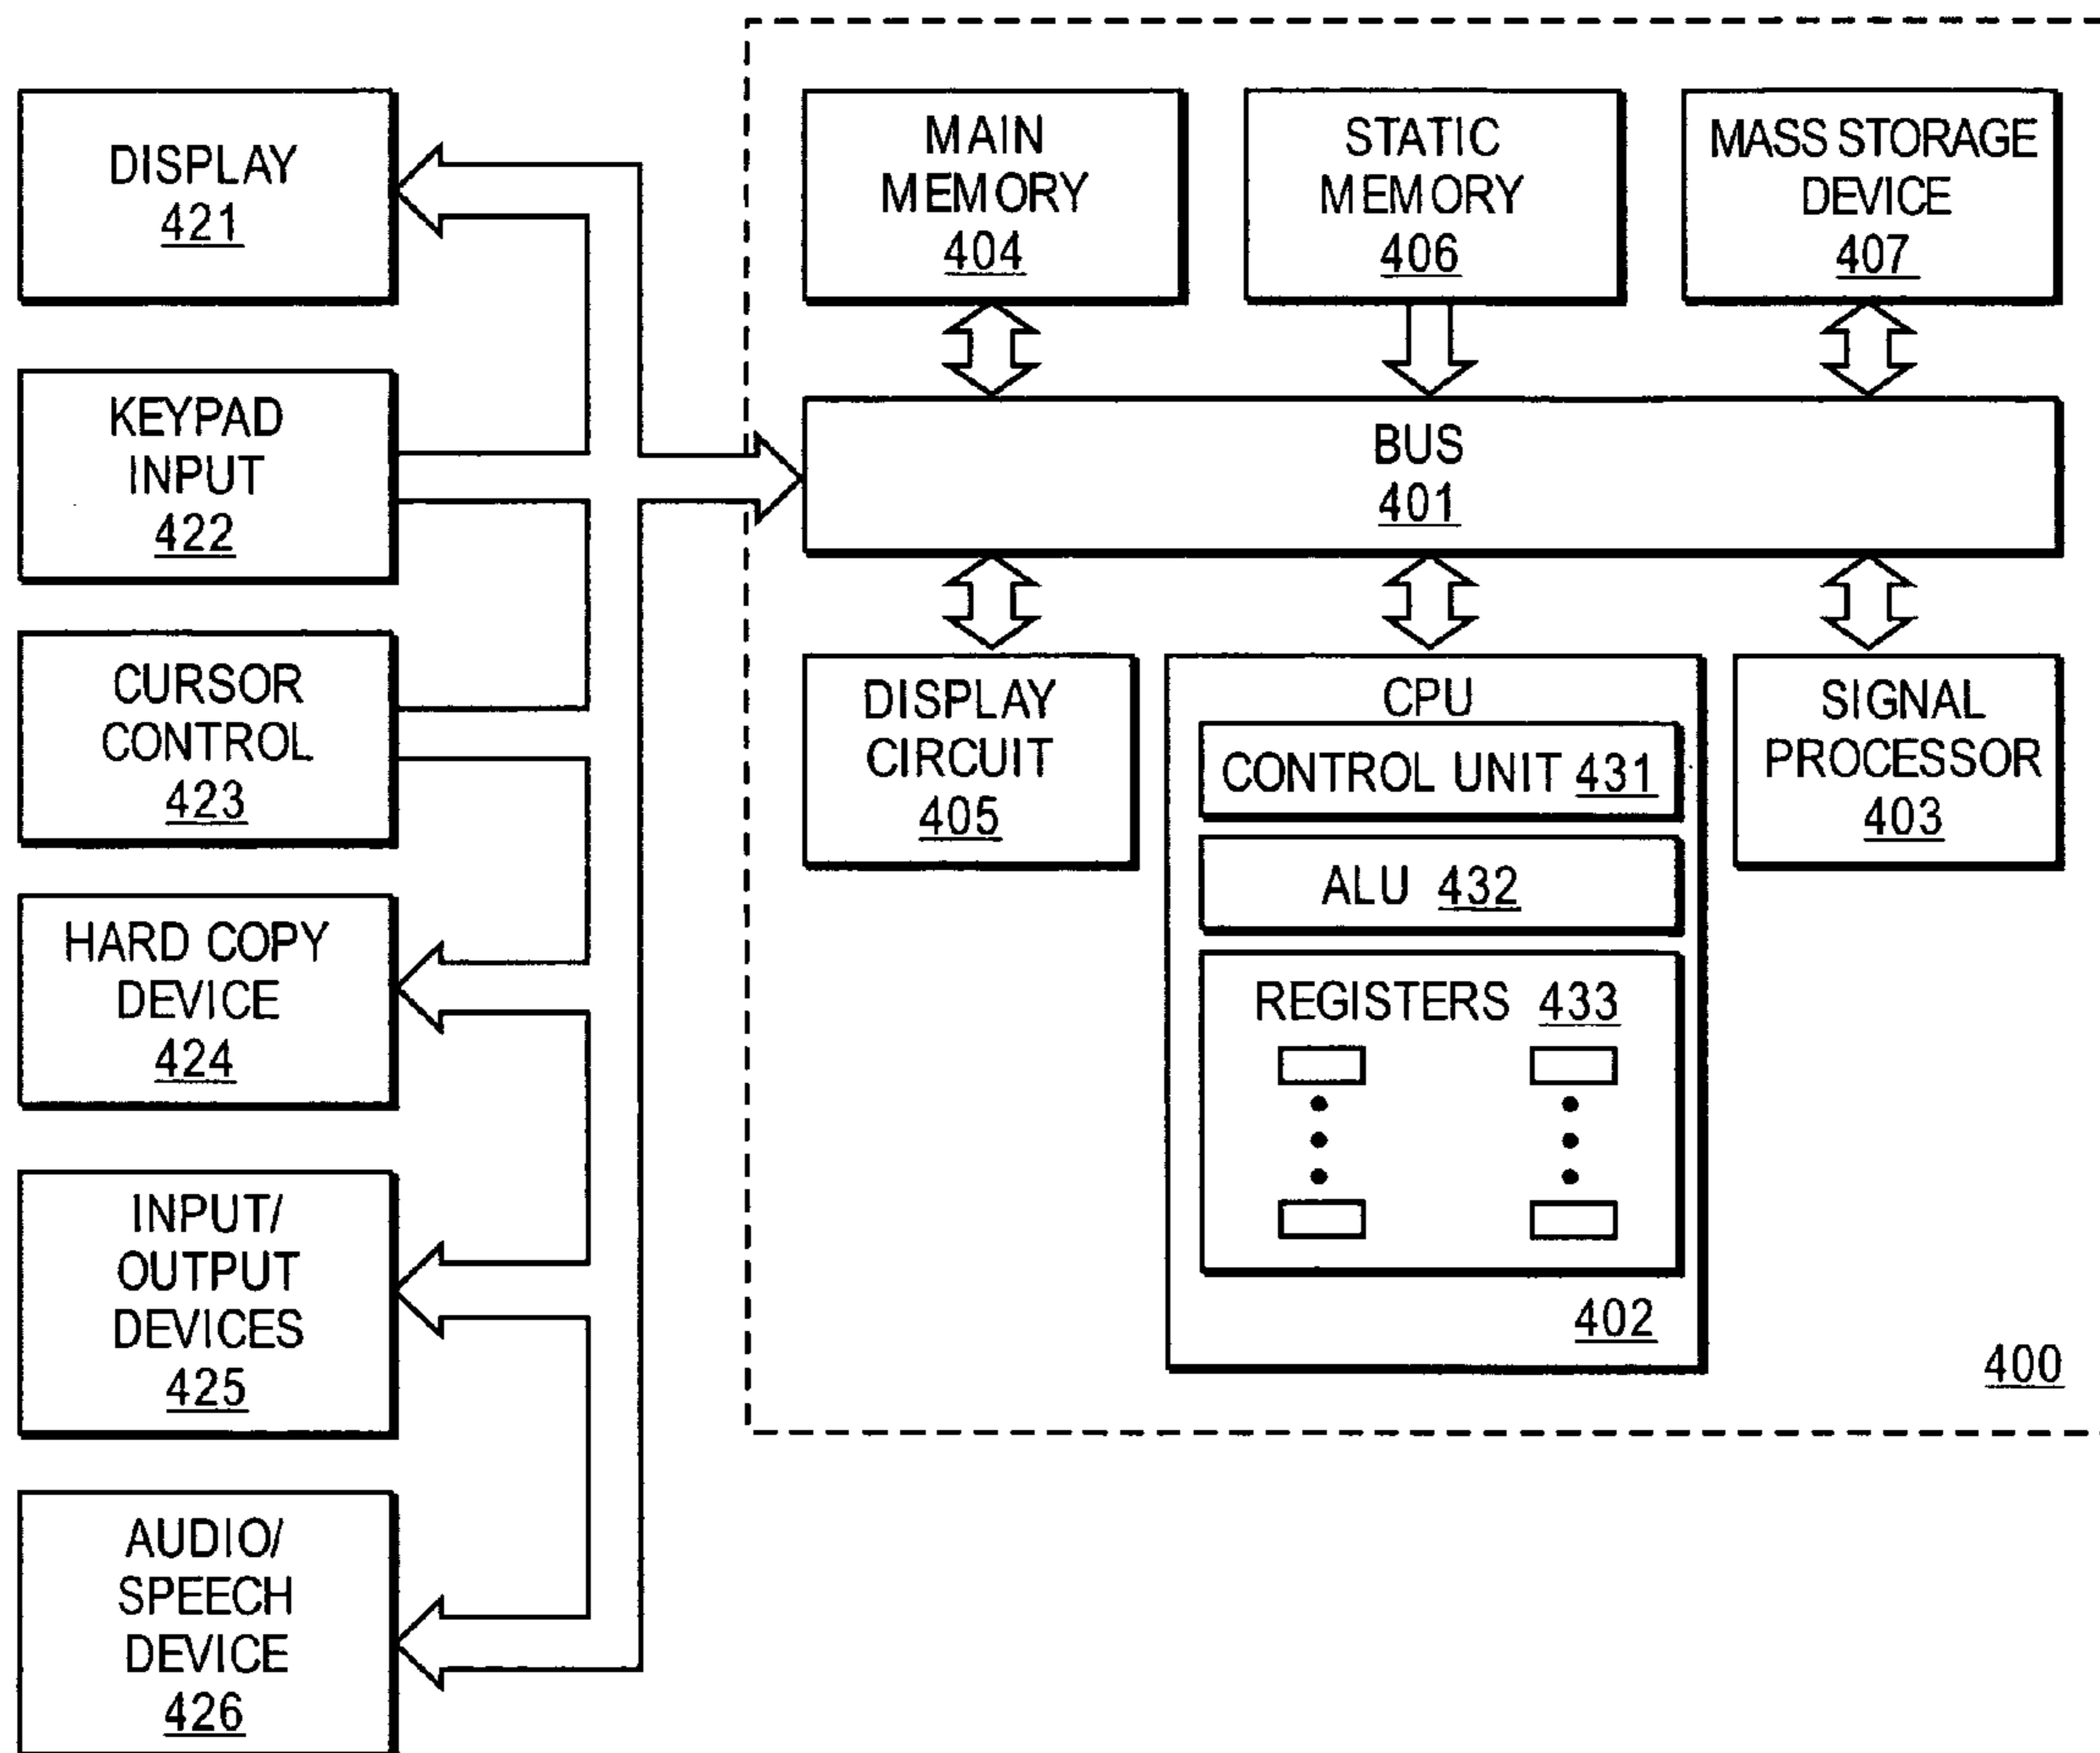 DISPLAY
421
KEYPAD
INPUT
422
CURSOR
CONTROL
423
HARD COPY
DEVICE
424
INPUT/
OUTPUT
DEVICES
425
AUDIO/
SPEECH
DEVICE
426
MAIN
MEMORY
404
STATIC
MEMORY
406
MASS STORAGE
DEVICE
407
BUS
401
DISPLAY
CIRCUIT
405
CPU
CONTROL UNIT 431
ALU 432
REGISTERS 433
402
SIGNAL
PROCESSOR
403
400